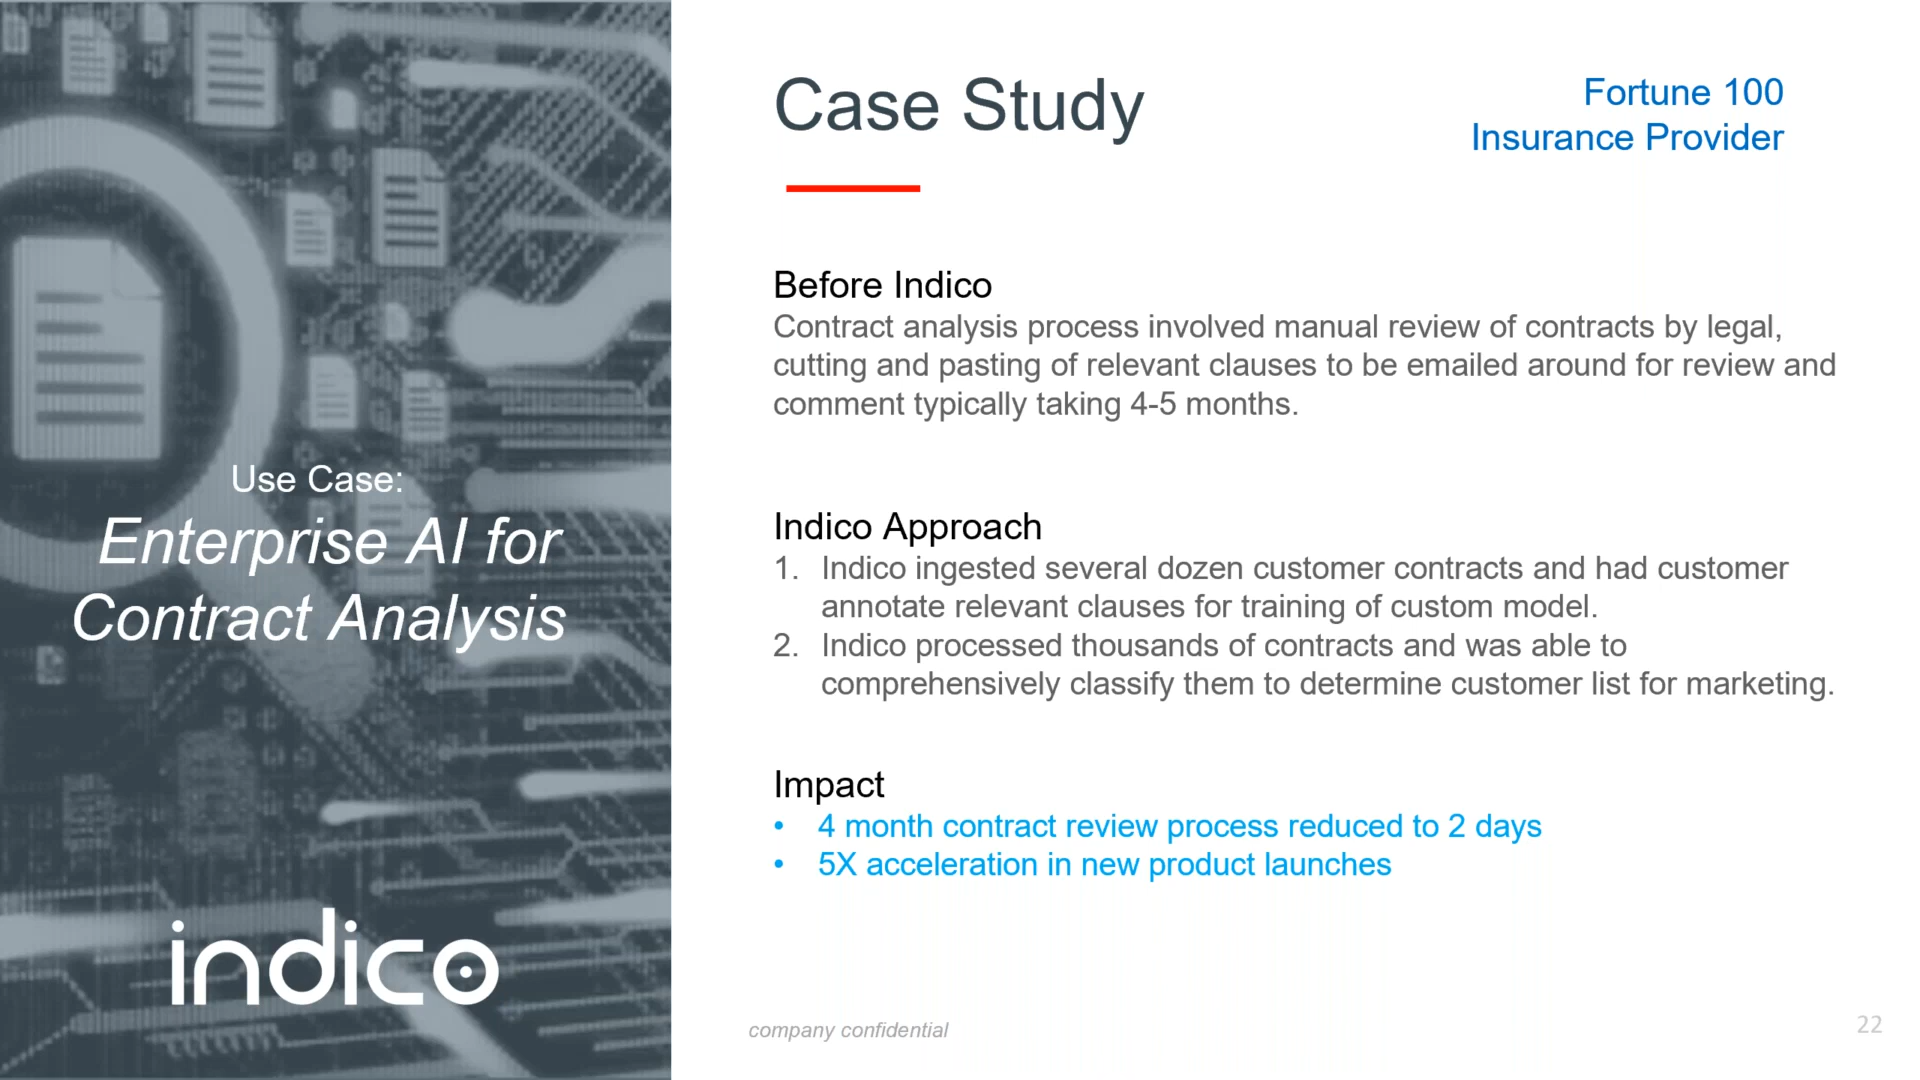 Use Case:
Enterprise AI for
Contract Analysis
indico
Case Study
Fortune 100
Insurance Provider
Before Indico
Contract analysis process involved manual review of contracts by legal,
cutting and pasting of relevant clauses to be emailed around for review and
comment typically taking 4-5 months.
Indico Approach
1. Indico ingested several dozen customer contracts and had customer
annotate relevant clauses for training of custom model.
2. Indico processed thousands of contracts and was able to
comprehensively classify them to determine customer list for marketing.
Impact
• 4 month contract review process reduced to 2 days
• 5X acceleration in new product launches
company confidential
22